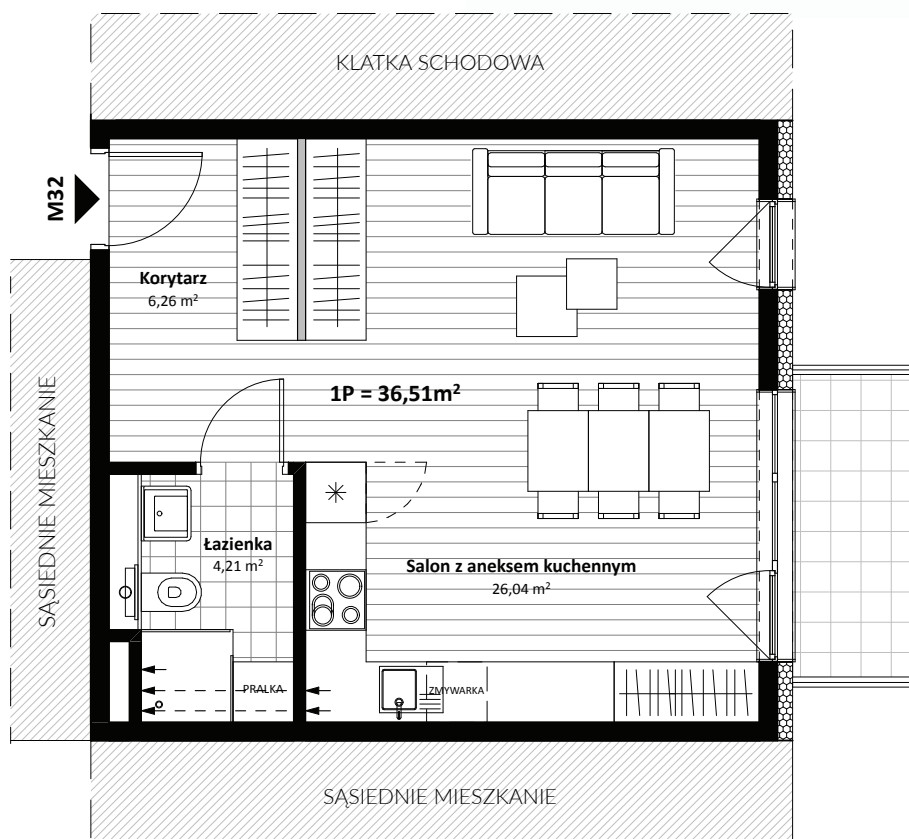 KLATKA SCHODOWA
M32
Korytarz
6,26 m²
1P = 36,51m²
SĄSIEDNIE MIESZKANIE
Łazienka
4,21 m²
Salon z aneksem kuchennym
26,04 m²
PRALKA
ZMYWARKA
SĄSIEDNIE MIESZKANIE